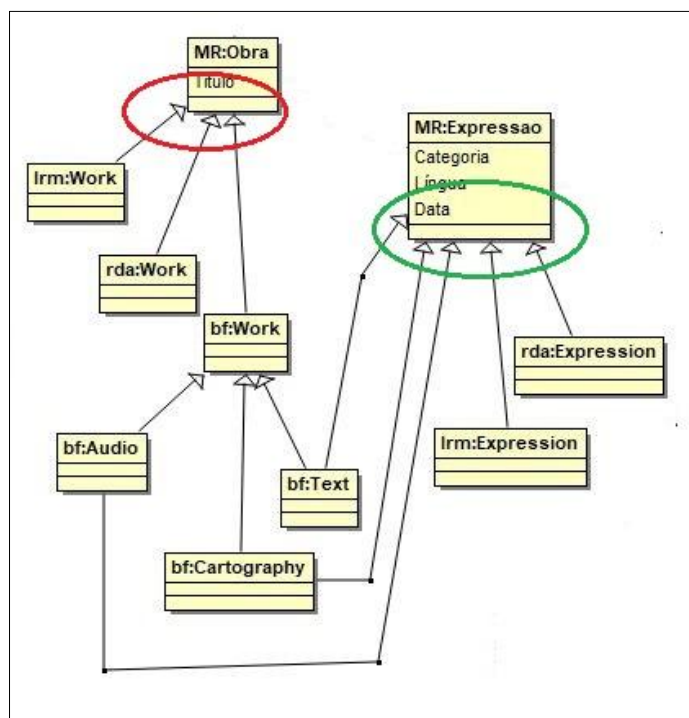 MR:Obra
Titulo
MR:Expressao
Categoria
Língua
Data
lrm:Work
rda:Work
bf:Work
rda:Expression
bf:Audio
lrm:Expression
bf:Text
bf:Cartography